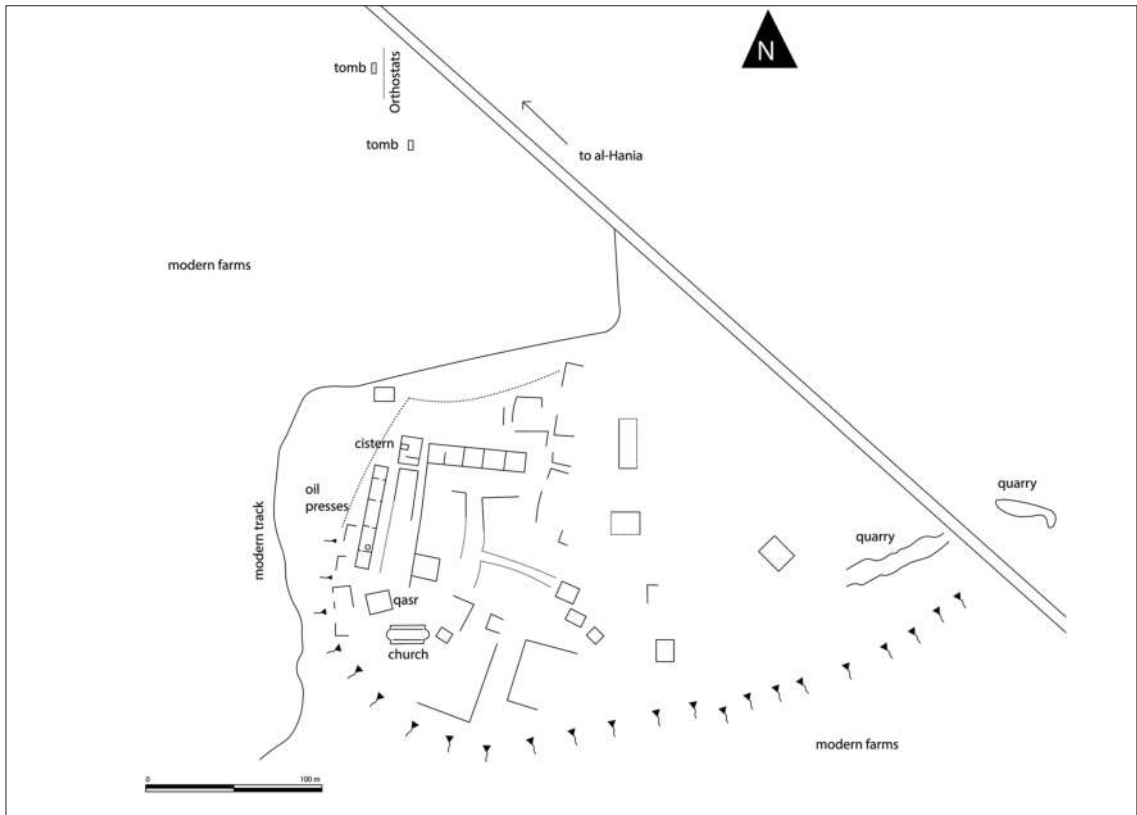 N
tomb
Orthostats
tomb
to al-Hania
modern farms
cistern
oil
presses
quarry
quarry
modern track
qasr
church
modern farms
0
100 m